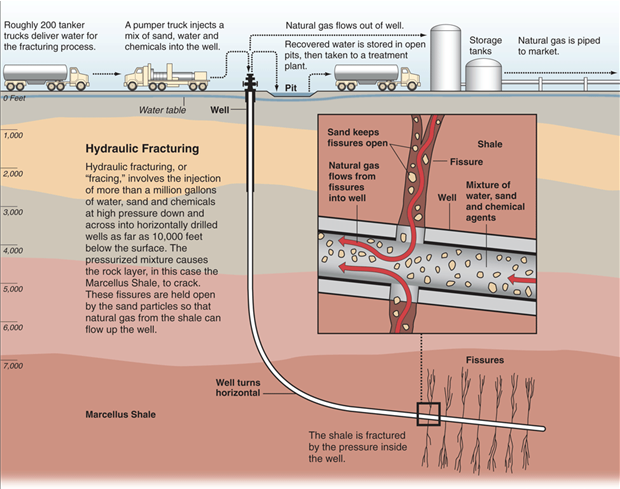 Roughly 200 tanker
trucks deliver water for
the fracturing process.
A pumper truck injects a
mix of sand, water and
chemicals into the well.
Natural gas flows out of well.
Recovered water is stored in open
pits, then taken to a treatment
plant.
Storage
tanks
Natural gas is piped
to market.
Pit
0 Feet
Water table
Well
1,000
2,000
3,000
4,000
5,000
6,000
7,000
Hydraulic Fracturing
Hydraulic fracturing, or
“fracing,” involves the injection
of more than a million gallons
of water, sand and chemicals
at high pressure down and
across into horizontally drilled
wells as far as 10,000 feet
below the surface. The
pressurized mixture causes
the rock layer, in this case the
Marcellus Shale, to crack.
These fissures are held open
by the sand particles so that
natural gas from the shale can
flow up the well.
Sand keeps
fissures open
Shale
Fissure
Natural gas
flows from
fissures
into well
Well
Mixture of
water, sand
and chemical
agents
Well turns
horizontal
Fissures
Marcellus Shale
The shale is fractured
by the pressure inside
the well.